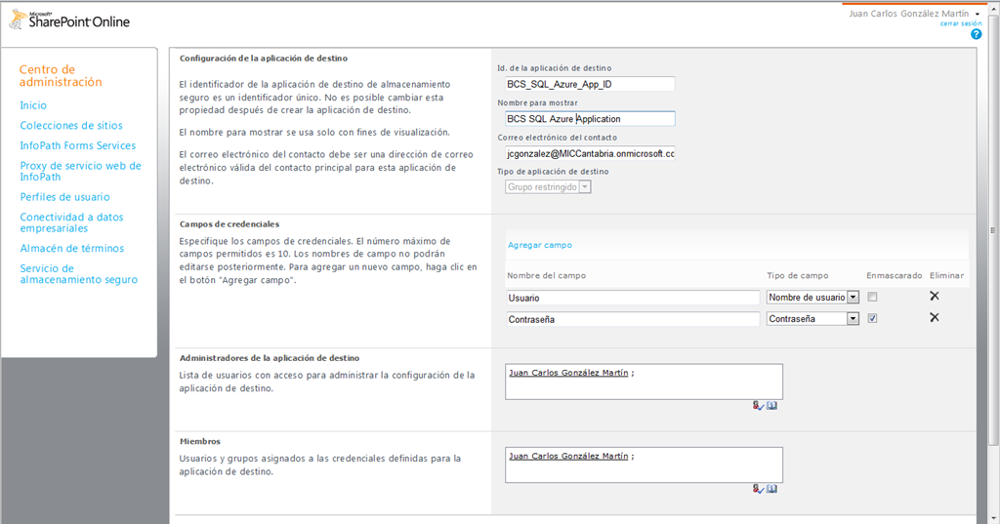 Microsoft
SharePoint Online
Juan Carlos González Martín
cerrar sesión
Centro de
administración
Inicio
Colecciones de sitios
InfoPath Forms Services
Proxy de servicio web de
InfoPath
Perfiles de usuario
Conectividad a datos
empresariales
Almacén de términos
Servicio de
almacenamiento seguro
Configuración de la aplicación de destino
El identificador de la aplicación de destino de almacenamiento
seguro es un identificador único. No es posible cambiar esta
propiedad después de crear la aplicación de destino.
El nombre para mostrar se usa solo con fines de visualización.
El correo electrónico del contacto debe ser una dirección de correo
electrónico válida del contacto principal para esta aplicación de
destino.
Id. de la aplicación de destino
BCS_SQL_Azure_App_ID
Nombre para mostrar
BCS SQL Azure Application
Correo electrónico del contacto
jcgonzalez@MICCantabria.onmicrosoft.cc
Tipo de aplicación de destino
Grupo restringido
Campos de credenciales
Especifique los campos de credenciales. El número máximo de
campos permitidos es 10. Los nombres de campo no podrán
editarse posteriormente. Para agregar un nuevo campo, haga clic en
el botón "Agregar campo".
Agregar campo
Nombre del campo Tipo de campo Enmascarado Eliminar
Usuario Nombre de usuario
Contraseña Contraseña
Administradores de la aplicación de destino
Lista de usuarios con acceso para administrar la configuración de la
aplicación de destino.
Juan Carlos González Martín ;
Miembros
Usuarios y grupos asignados a las credenciales definidas para la
aplicación de destino.
Juan Carlos González Martín ;